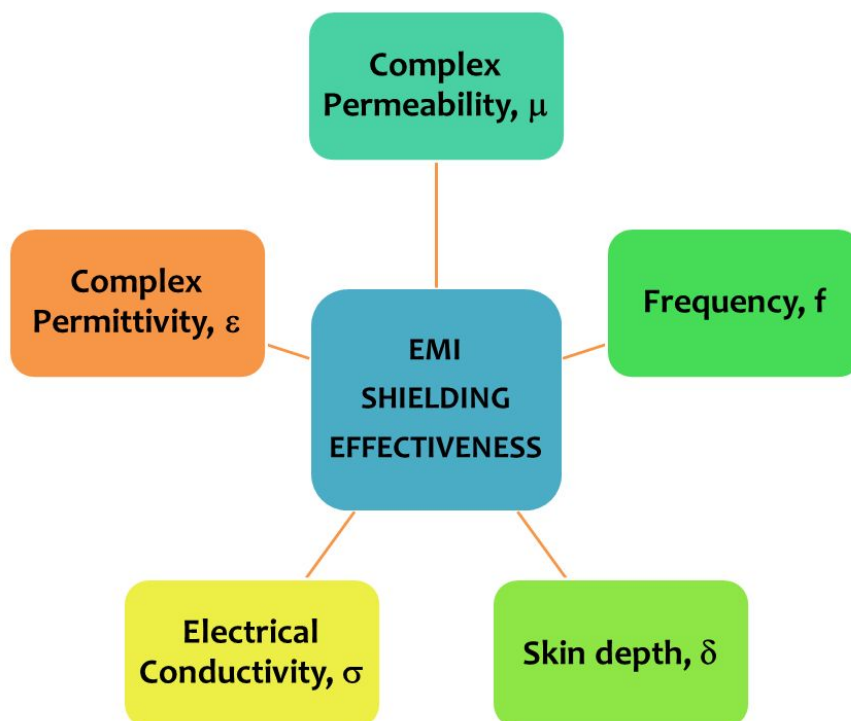 Complex
Permeability, μ
Complex
Permittivity, ε
Frequency, f
EMI
SHIELDING
EFFECTIVENESS
Electrical
Conductivity, σ
Skin depth, δ